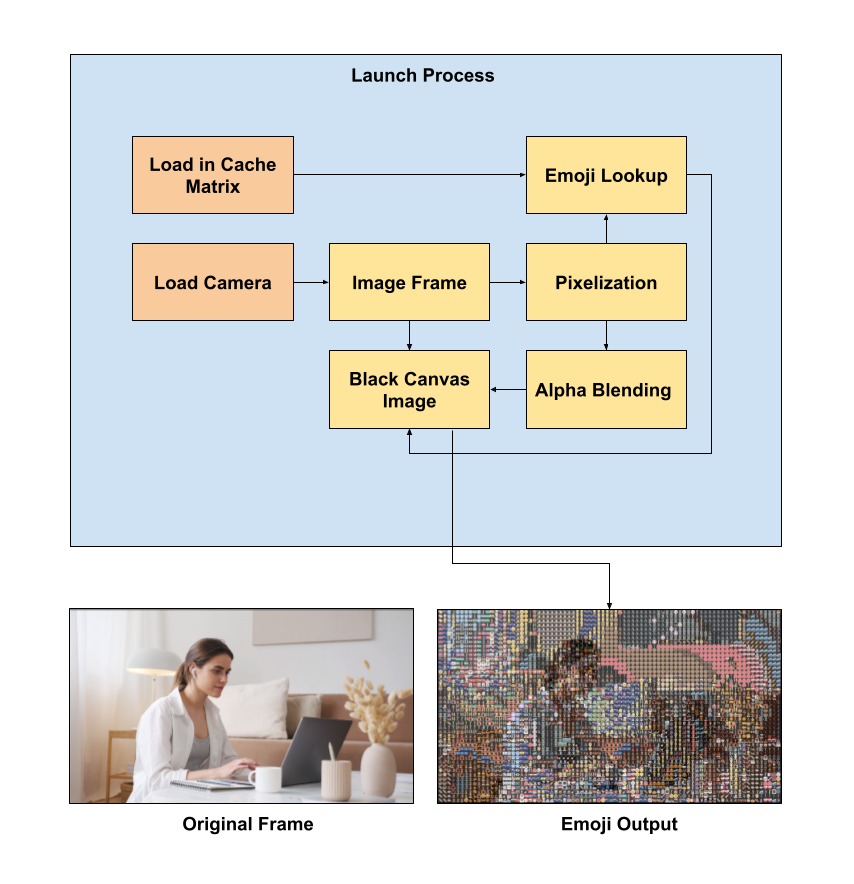 Launch Process
Load in Cache
Matrix
Emoji Lookup
Load Camera
Image Frame
Pixelization
Black Canvas
Image
Alpha Blending
Original Frame
Emoji Output